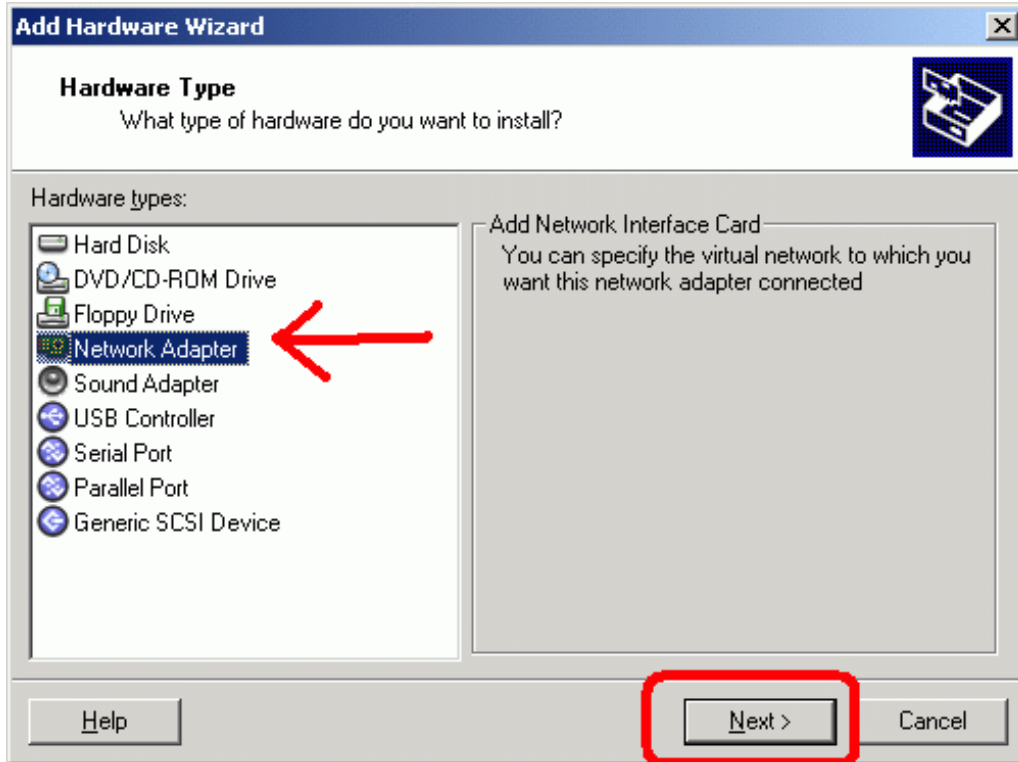 Add Hardware Wizard
Hardware Type
What type of hardware do you want to install?
Hardware types:
Hard Disk
DVD/CD-ROM Drive
Floppy Drive
Network Adapter
Sound Adapter
USB Controller
Serial Port
Parallel Port
Generic SCSI Device
Add Network Interface Card
You can specify the virtual network to which you
want this network adapter connected
Help
Next >
Cancel